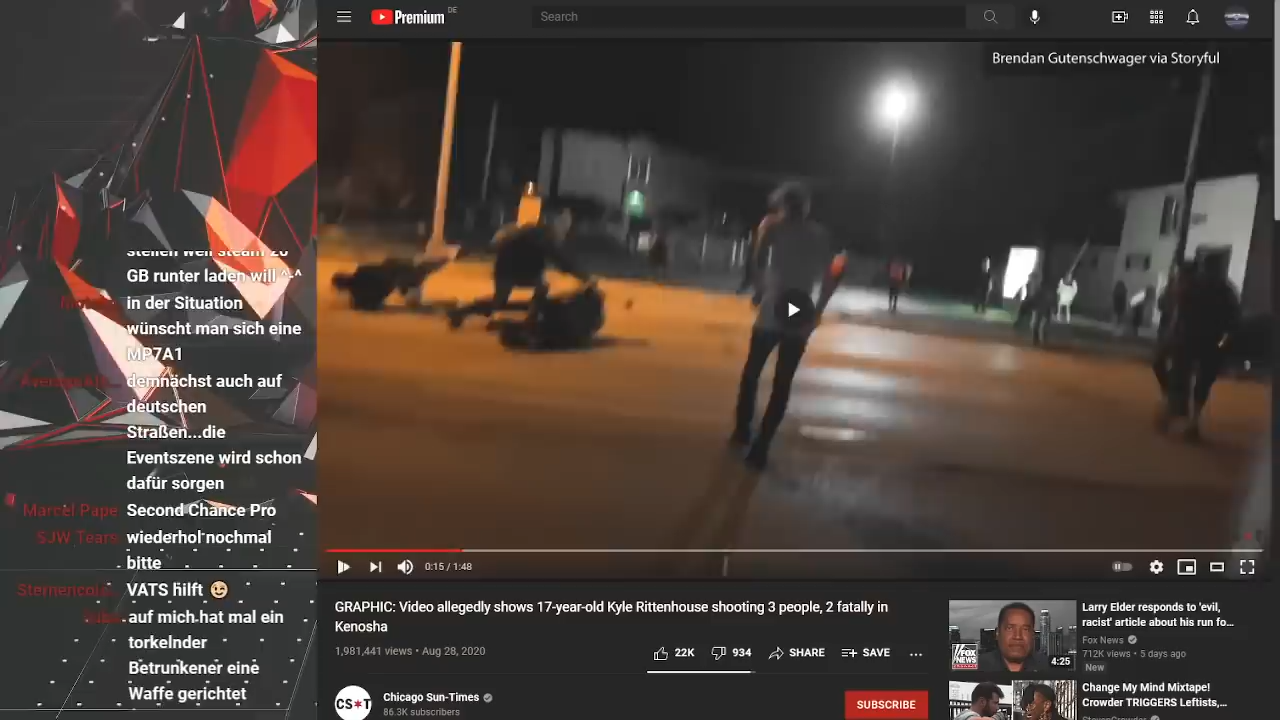 GB runter laden will ^-^
in der Situation
wünscht man sich eine
MP7A1
demnächst auch auf
deutschen
Straßen...die
Eventszene wird schon
dafür sorgen
Marcel Pape Second Chance Pro
SJW Tears wiederhol nochmal
bitte
VATS hilft 😉
auf mich hat mal ein
torkelnder
Betrunkener eine
Waffe gerichtet
Premium DE
Search
Brendan Gutenschwager via Storyful
0:15 / 1:48
GRAPHIC: Video allegedly shows 17-year-old Kyle Rittenhouse shooting 3 people, 2 fatally in
Kenosha
1,981,441 views • Aug 28, 2020
22K 934 SHARE SAVE
CS*T
Chicago Sun-Times
86.3K subscribers
SUBSCRIBE
FOX NEWS
4:25
Larry Elder responds to 'evil,
racist' article about his run fo...
Fox News
712K views • 5 days ago
New
Change My Mind Mixtape!
Crowder TRIGGERS Leftists,...